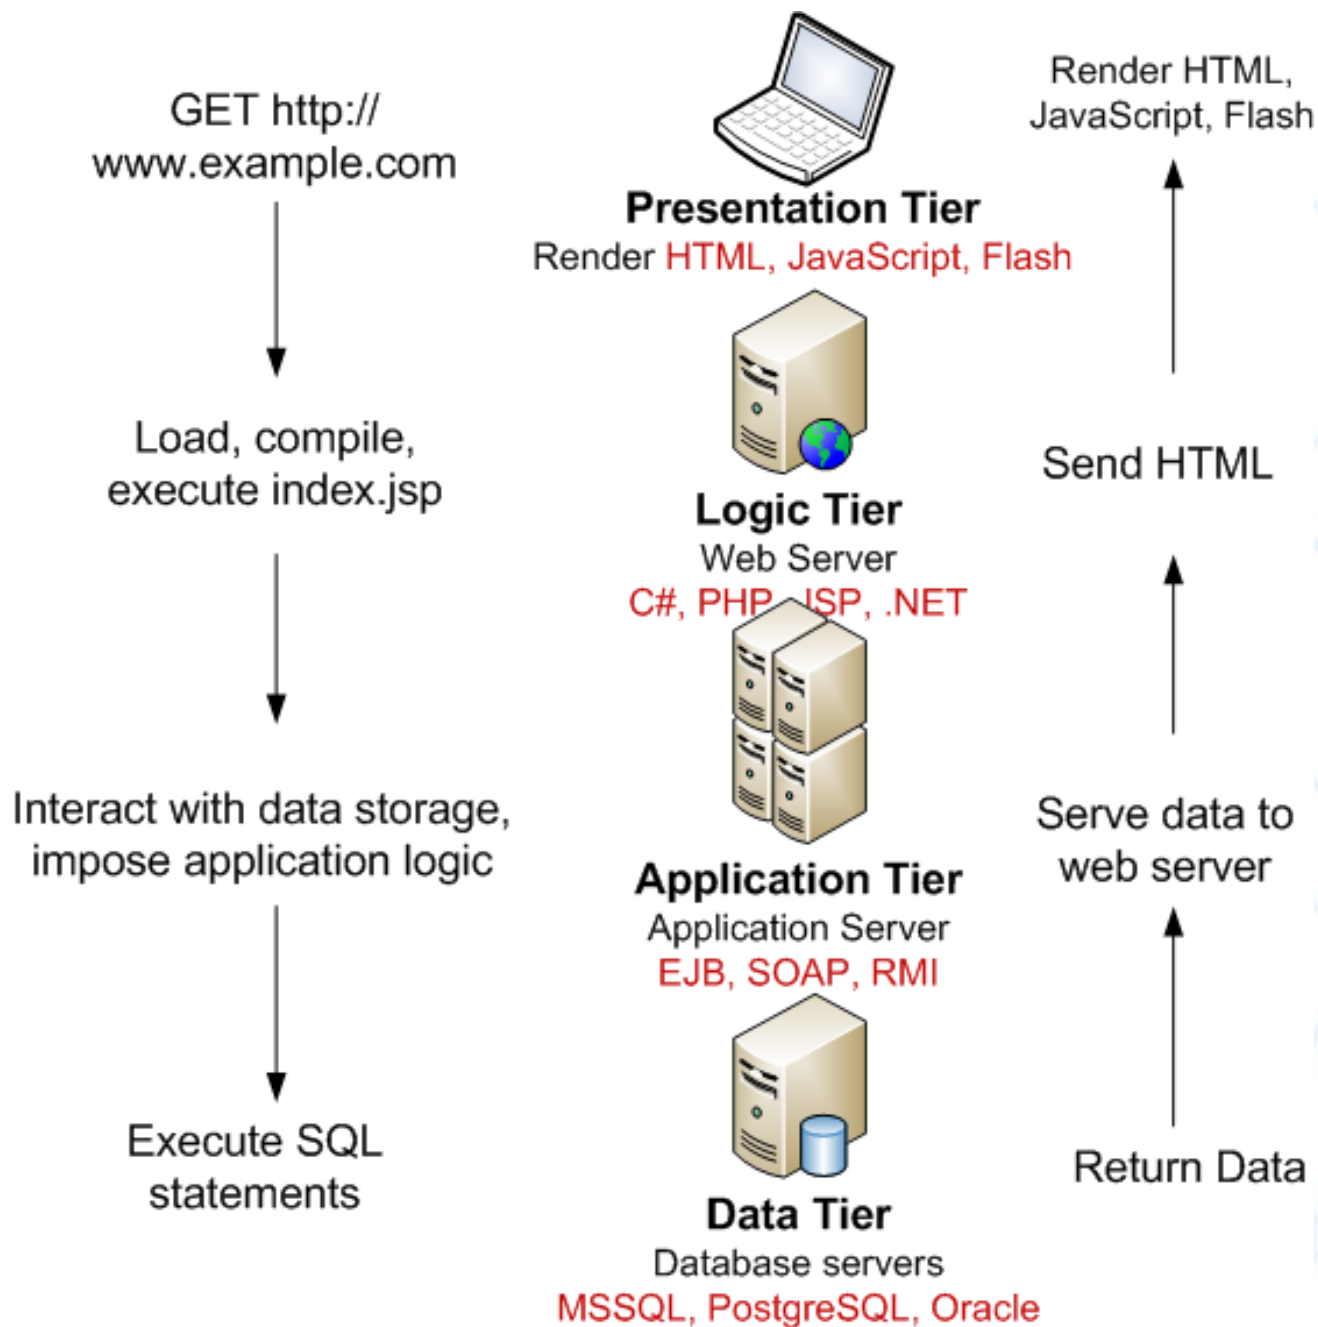 GET http://
www.example.com
Load, compile,
execute index.jsp
Interact with data storage,
impose application logic
Execute SQL
statements
Presentation Tier
Render HTML, JavaScript, Flash
Logic Tier
Web Server
C#, PHP, JSP, .NET
Application Tier
Application Server
EJB, SOAP, RMI
Data Tier
Database servers
MSSQL, PostgreSQL, Oracle
Render HTML,
JavaScript, Flash
Send HTML
Serve data to
web server
Return Data